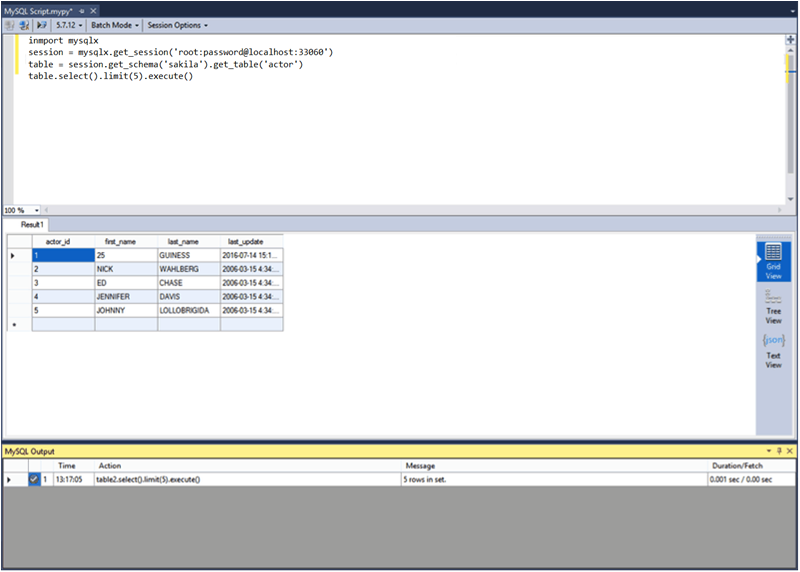 MySQL Script.mypy*
5.7.12 Batch Mode Session Options
inmport mysqlx
session = mysqlx.get_session('root:password@localhost:33060')
table = session.get_schema('sakila').get_table('actor')
table.select().limit(5).execute()
100 %
Result1
actor_id first_name last_name last_update
1 25 GUINESS 2016-07-14 15:1...
2 NICK WAHLBERG 2006-03-15 4:34:...
3 ED CHASE 2006-03-15 4:34:...
4 JENNIFER DAVIS 2006-03-15 4:34:...
5 JOHNNY LOLLOBRIGIDA 2006-03-15 4:34:...
Grid
View
Tree
View
{json}
Text
View
MySQL Output
Time Action Message Duration/Fetch
1 13:17:05 table2.select().limit(5).execute() 5 rows in set. 0.001 sec / 0.00 sec